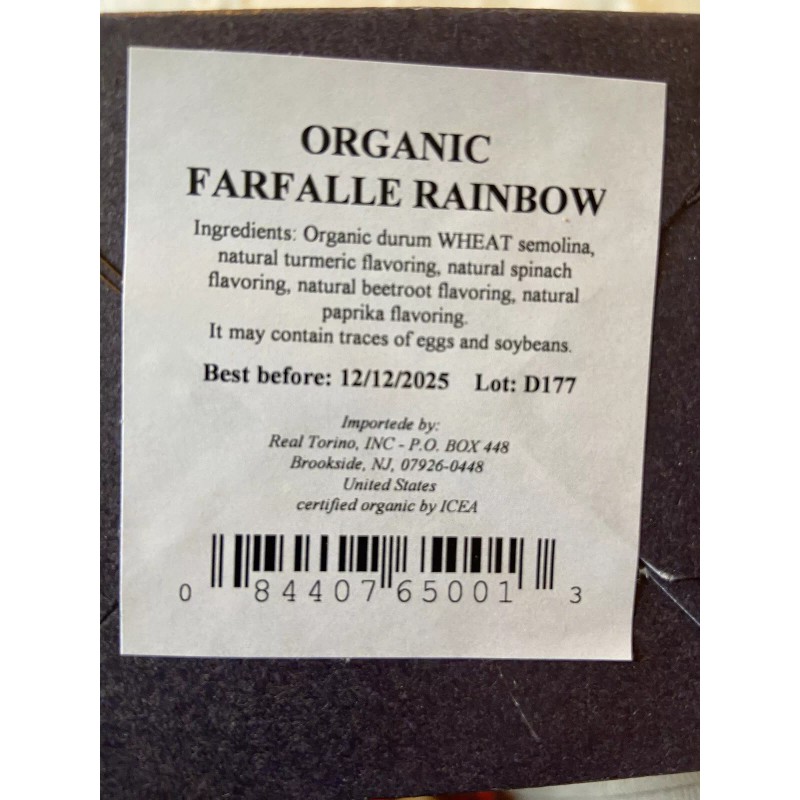 ORGANIC
FARFALLE RAINBOW
Ingredients: Organic durum WHEAT semolina,
natural turmeric flavoring, natural spinach
flavoring, natural beetroot flavoring, natural
paprika flavoring.
It may contain traces of eggs and soybeans.
Best before: 12/12/2025 Lot: D177
Importede by:
Real Torino, INC - P.O. BOX 448
Brookside, NJ, 07926-0448
United States
certified organic by ICEA
0 84407 65001 3